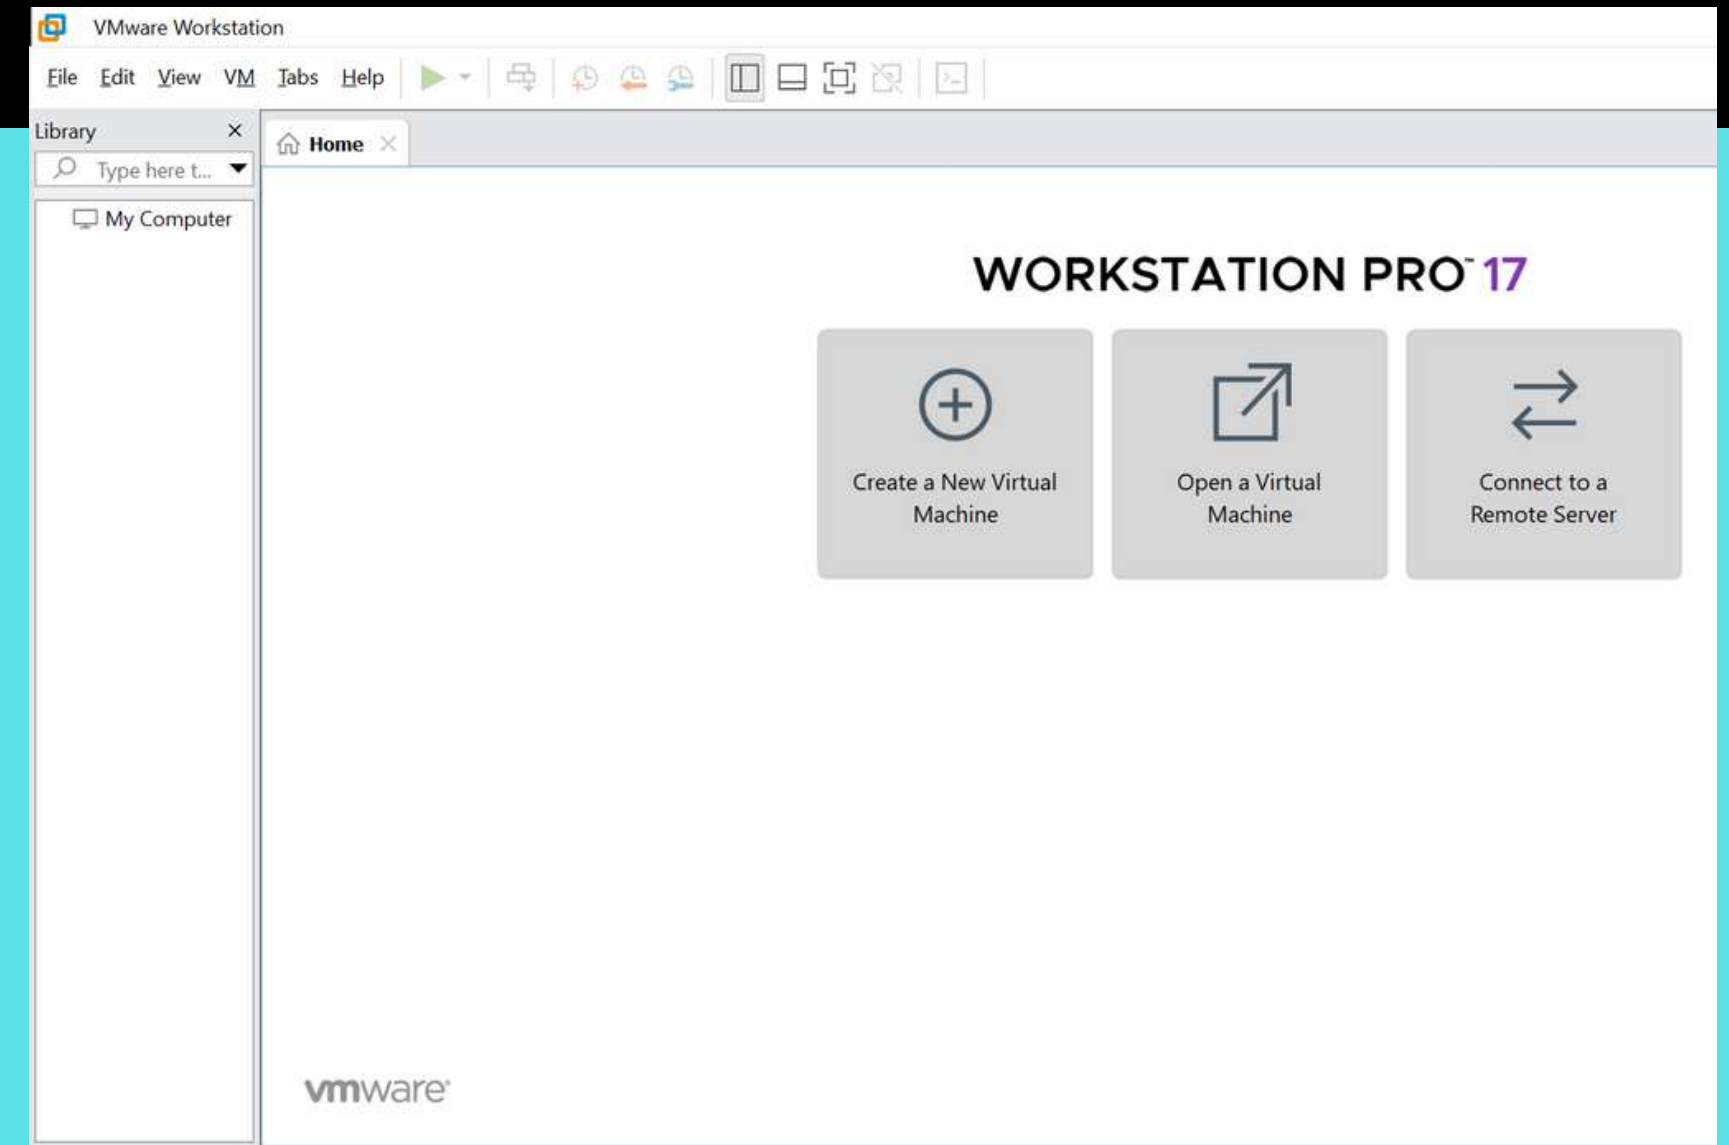 VMware Workstation
File Edit View VM Tabs Help
Library
Home
Type here t...
My Computer
WORKSTATION PRO™ 17
Create a New Virtual
Machine
Open a Virtual
Machine
Connect to a
Remote Server
vmware®